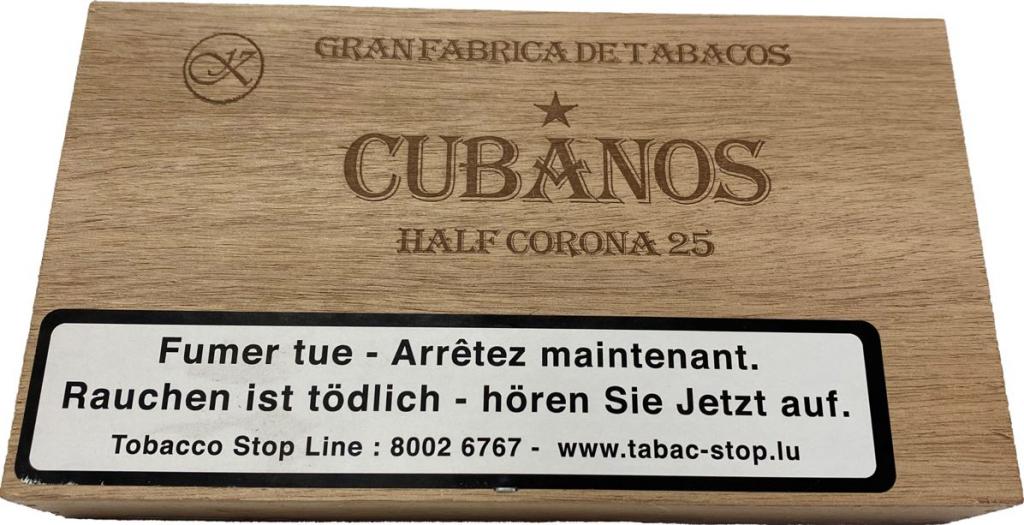 K
GRAN FABRICA DE TABACOS
CUBANOS
HALF CORONA 25
Fumer tue - Arrêtez maintenant.
Rauchen ist tödlich - hören Sie Jetzt auf.
Tobacco Stop Line : 8002 6767 - www.tabac-stop.lu